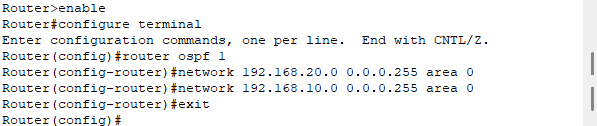 Router>enable
Router#configure terminal
Enter configuration commands, one per line.  End with CNTL/Z.
Router(config)#router ospf 1
Router(config-router)#network 192.168.20.0 0.0.0.255 area 0
Router(config-router)#network 192.168.10.0 0.0.0.255 area 0
Router(config-router)#exit
Router(config)#